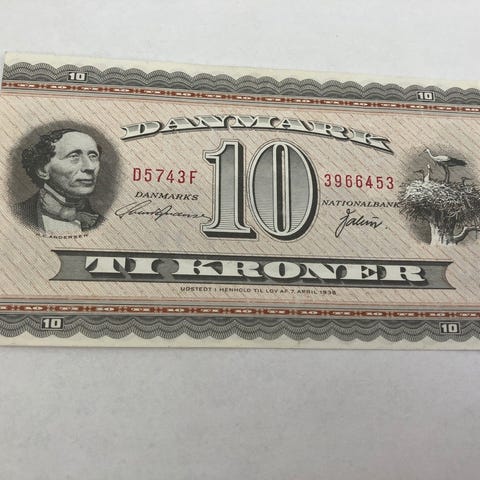 10 10
DANMARK
D5743F 10 3966453
DANMARKS NATIONALBANK
H.C. ANDERSEN
TI KRONER
UDSTEDT I HENHOLD TIL LOV AF 7. APRIL 1936
10 10